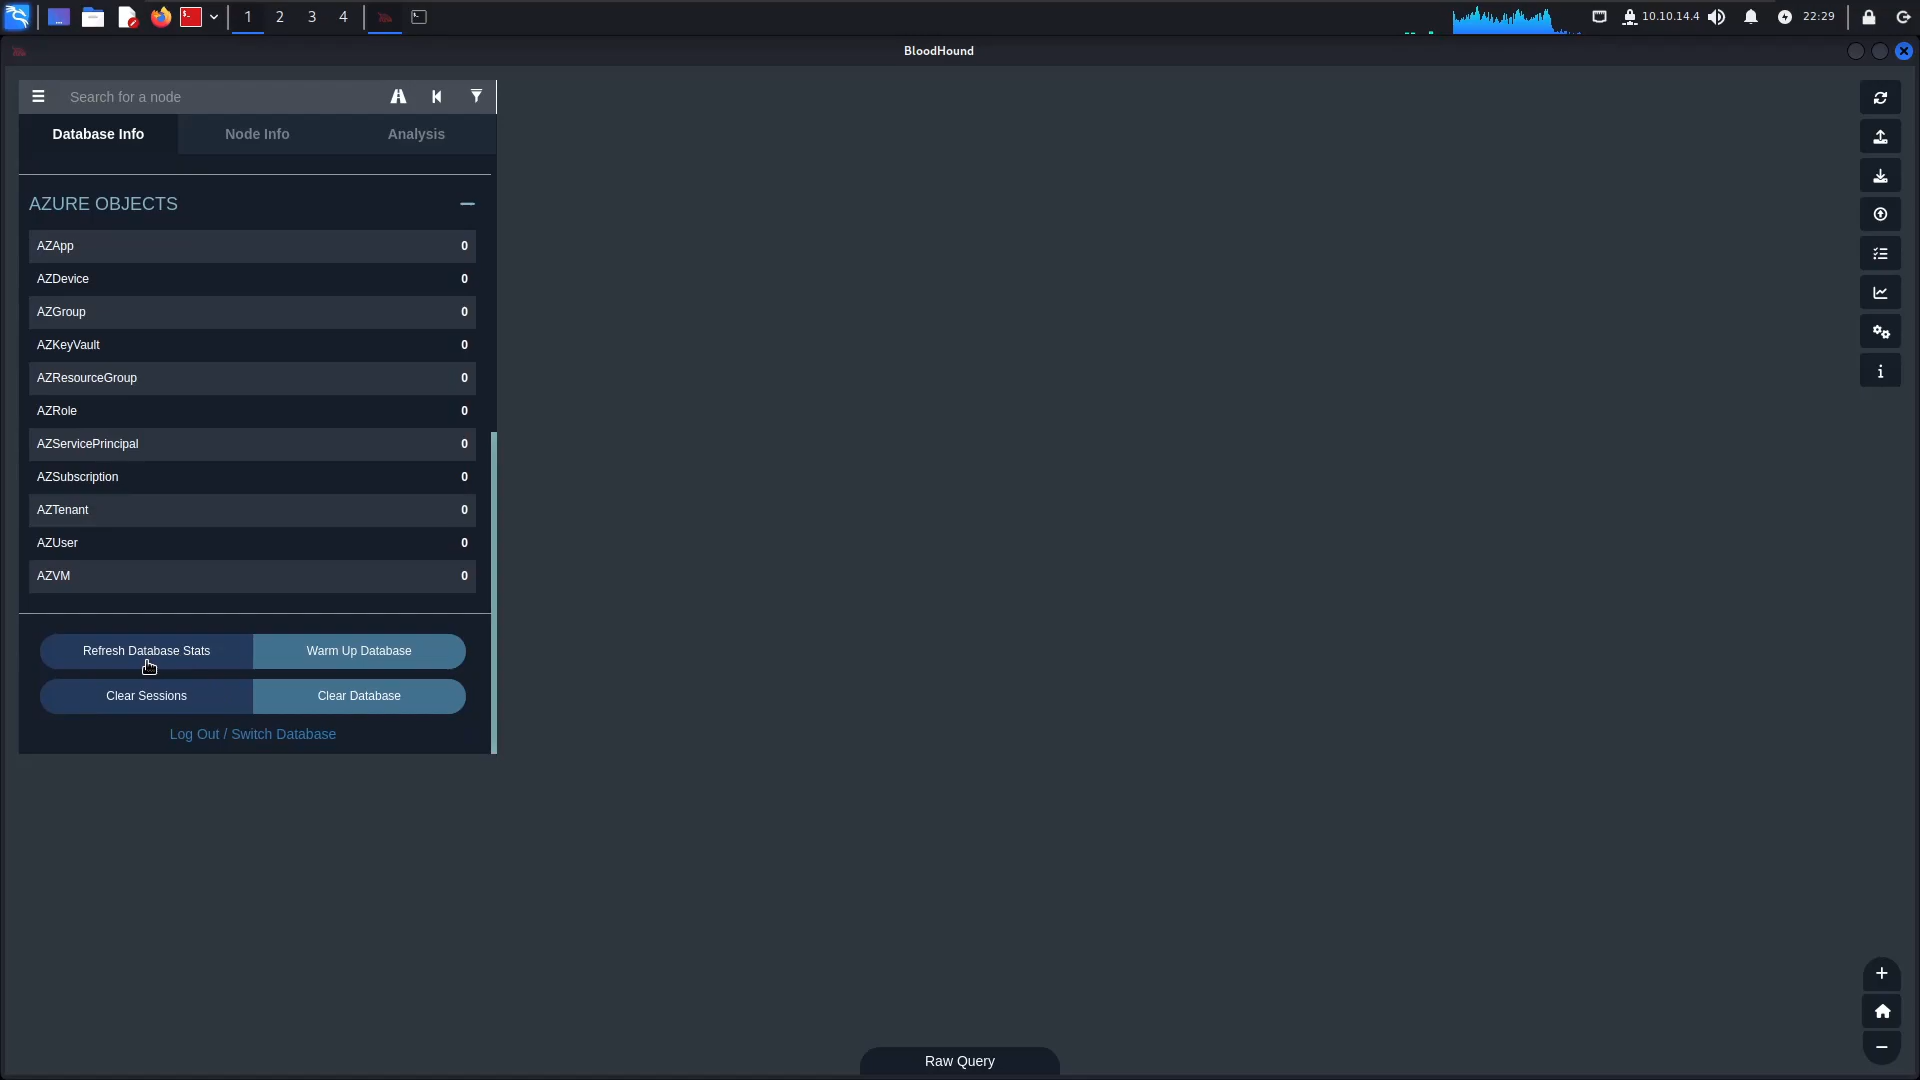 1 2 3 4 10.10.14.4 22:29
BloodHound
Search for a node
Database Info Node Info Analysis
AZURE OBJECTS
AZApp 0
AZDevice 0
AZGroup 0
AZKeyVault 0
AZResourceGroup 0
AZRole 0
AZServicePrincipal 0
AZSubscription 0
AZTenant 0
AZUser 0
AZVM 0
Refresh Database Stats Warm Up Database
Clear Sessions Clear Database
Log Out / Switch Database
Raw Query